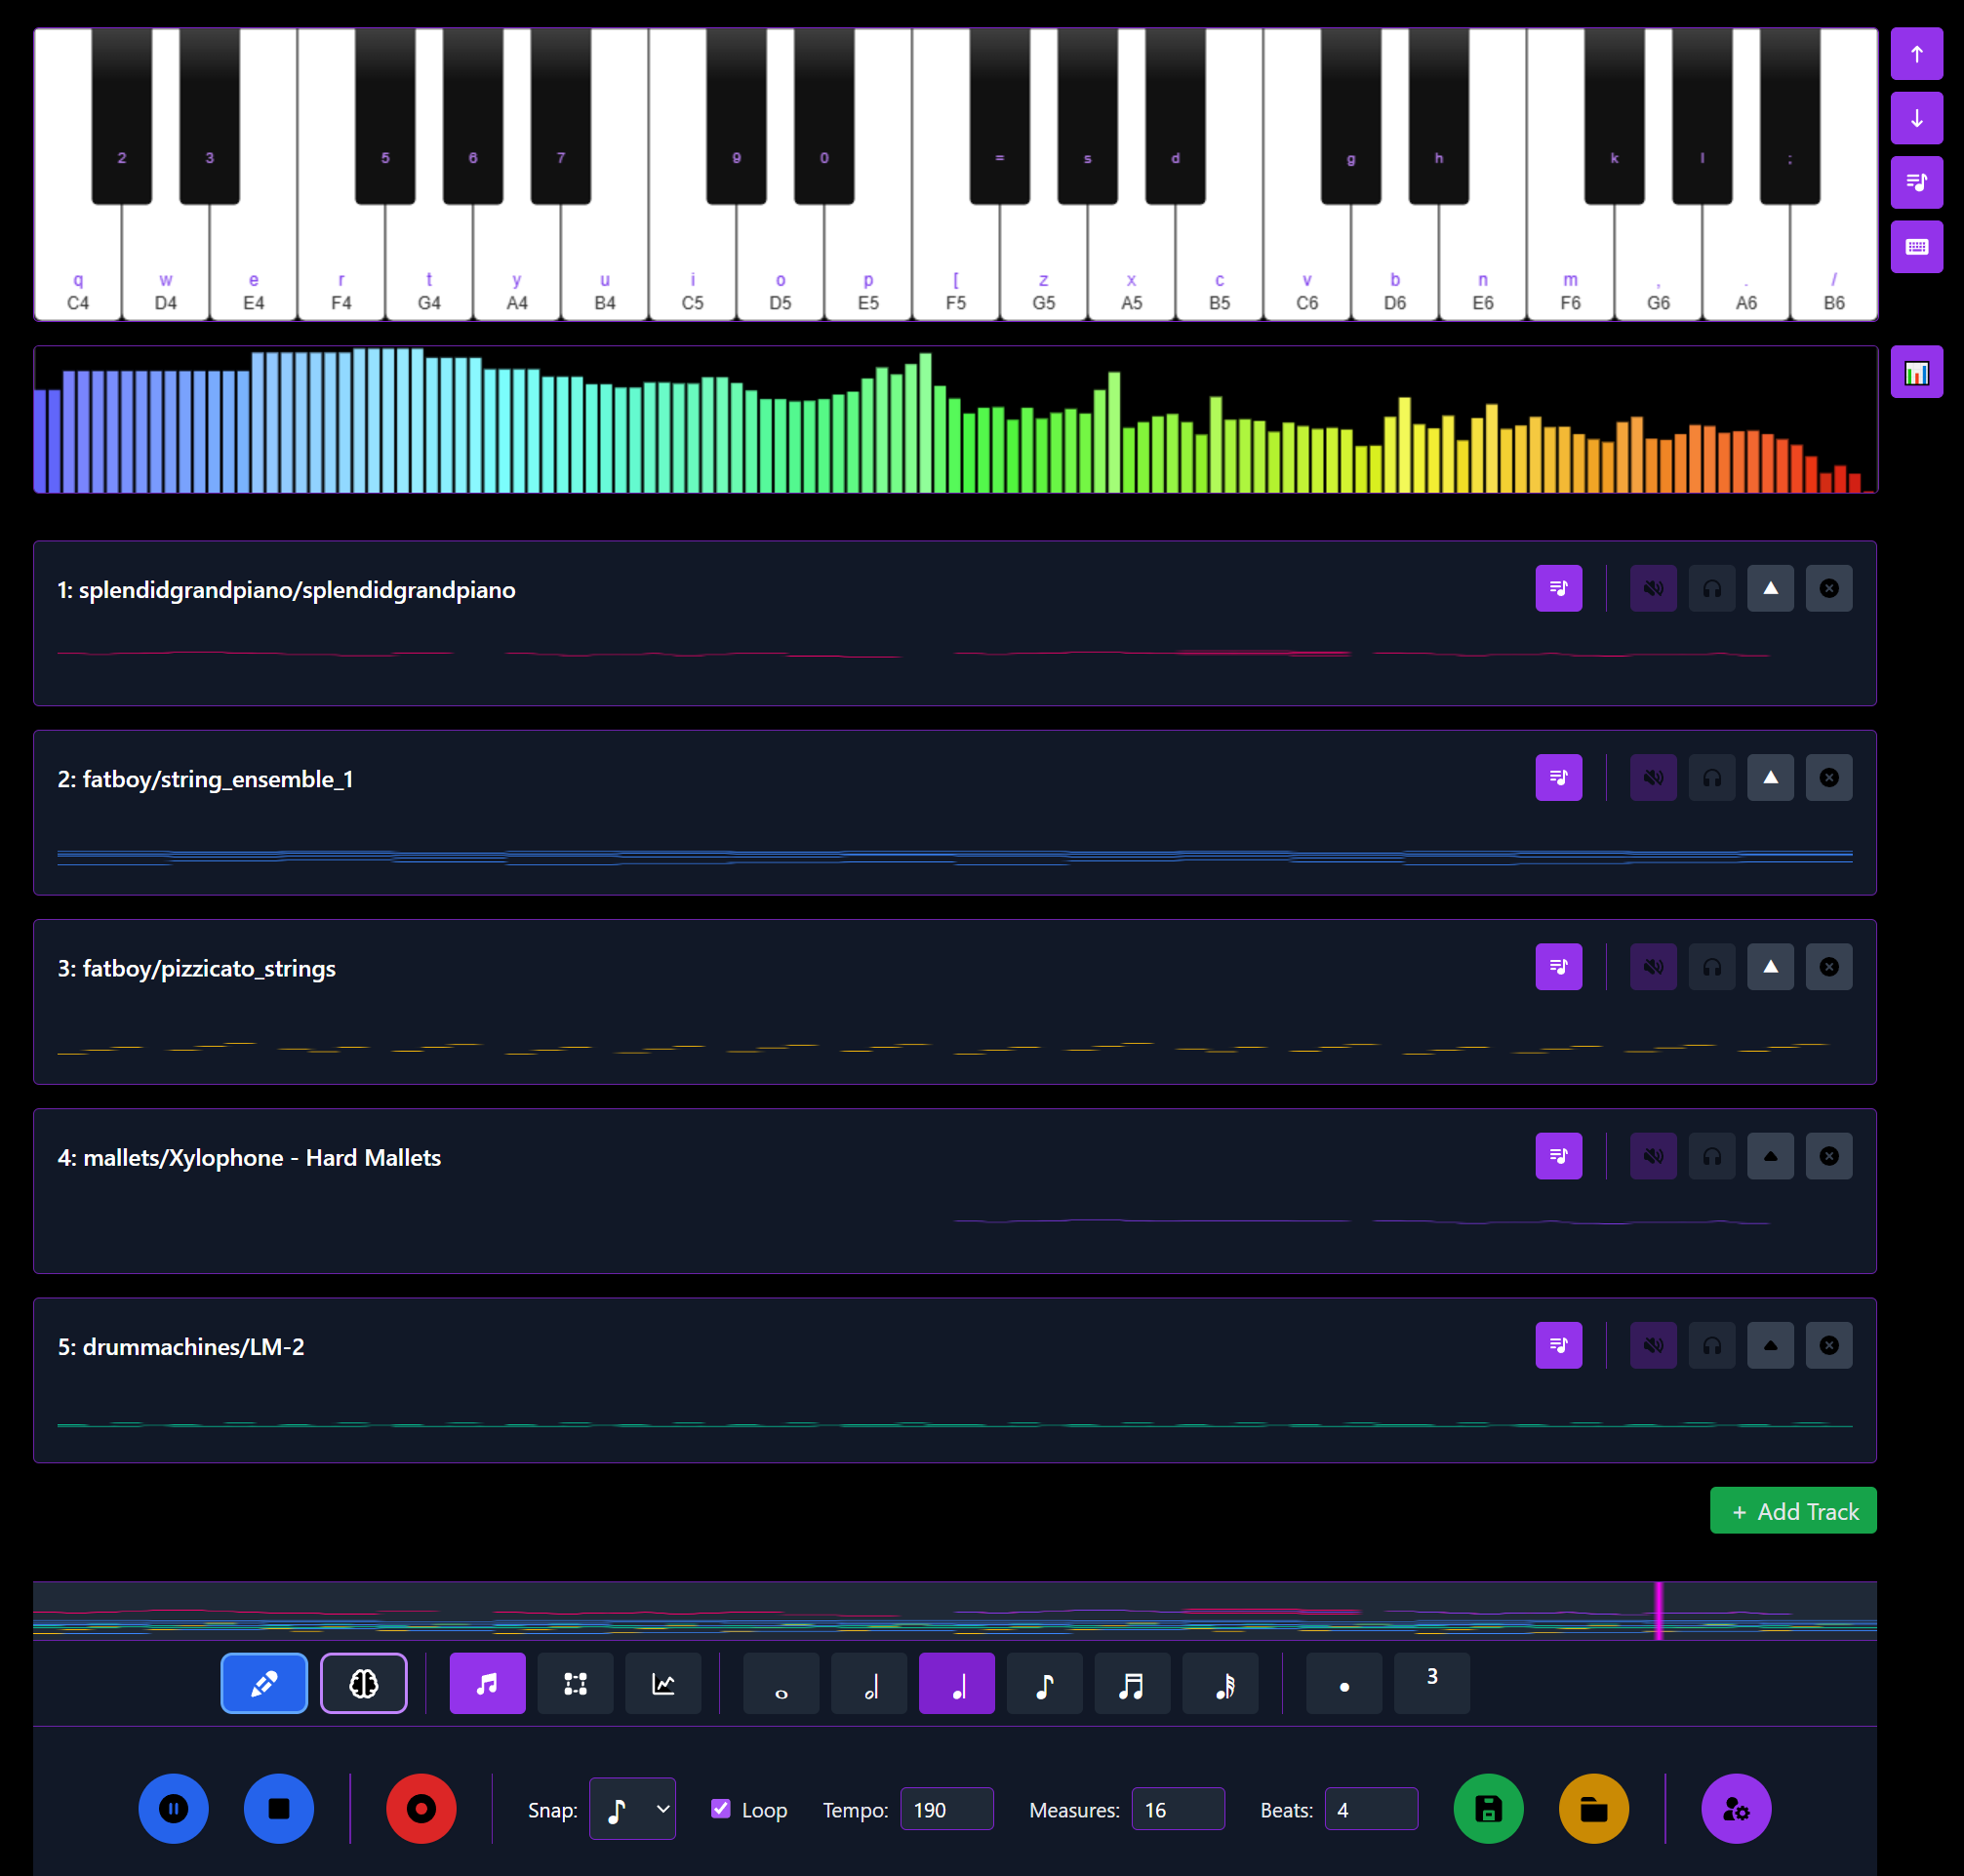 2 3 5 6 7 9 0 = s d g h k l ;
q w e r t y u i o p [ z x c v b n m , . /
C4 D4 E4 F4 G4 A4 B4 C5 D5 E5 F5 G5 A5 B5 C6 D6 E6 F6 G6 A6 B6
1: splendidgrandpiano/splendidgrandpiano
2: fatboy/string_ensemble_1
3: fatboy/pizzicato_strings
4: mallets/Xylophone - Hard Mallets
5: drummachines/LM-2
+ Add Track
3
Snap: Loop Tempo: 190 Measures: 16 Beats: 4